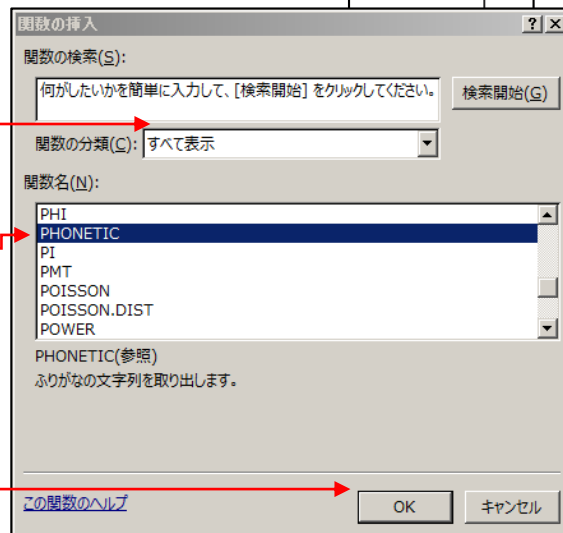 関数の挿入
関数の検索(S):
何がしたいかを簡単に入力して、[検索開始] をクリックしてください。
検索開始(G)
関数の分類(C): すべて表示
関数名(N):
PHI
PHONETIC
PI
PMT
POISSON
POISSON.DIST
POWER
PHONETIC(参照)
ふりがなの文字列を取り出します。
この関数のヘルプ
OK
キャンセル